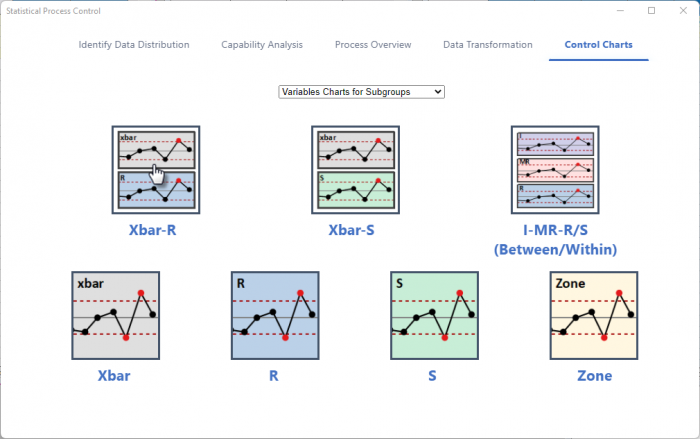 Statistical Process Control
Identify Data Distribution
Capability Analysis
Process Overview
Data Transformation
Control Charts
Variables Charts for Subgroups
xbar
R
Xbar-R
xbar
S
Xbar-S
I
MR
R
I-MR-R/S
(Between/Within)
xbar
Xbar
R
R
S
S
Zone
Zone